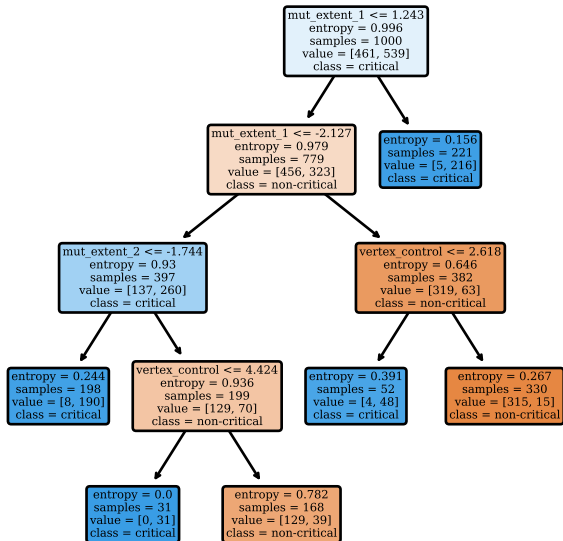 mut_extent_1 <= 1.243
entropy = 0.996
samples = 1000
value = [461, 539]
class = critical
mut_extent_1 <= -2.127
entropy = 0.979
samples = 779
value = [456, 323]
class = non-critical
entropy = 0.156
samples = 221
value = [5, 216]
class = critical
mut_extent_2 <= -1.744
entropy = 0.93
samples = 397
value = [137, 260]
class = critical
vertex_control <= 2.618
entropy = 0.646
samples = 382
value = [319, 63]
class = non-critical
entropy = 0.244
samples = 198
value = [8, 190]
class = critical
vertex_control <= 4.424
entropy = 0.936
samples = 199
value = [129, 70]
class = non-critical
entropy = 0.391
samples = 52
value = [4, 48]
class = critical
entropy = 0.267
samples = 330
value = [315, 15]
class = non-critical
entropy = 0.0
samples = 31
value = [0, 31]
class = critical
entropy = 0.782
samples = 168
value = [129, 39]
class = non-critical